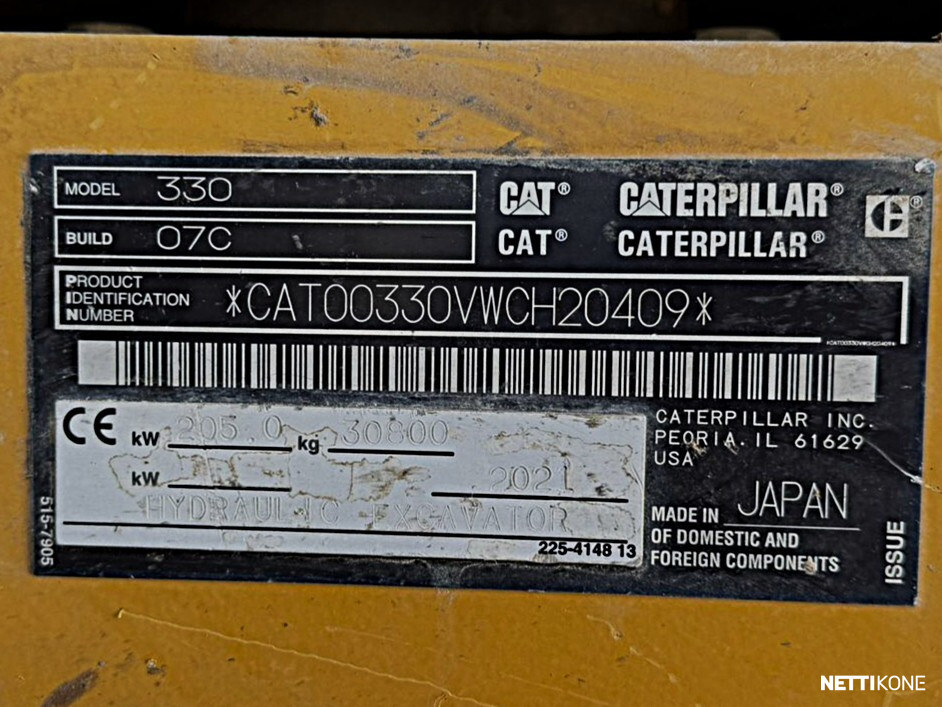 MODEL 330
BUILD 07C
CAT® CATERPILLAR® ®
CAT® CATERPILLAR®
PRODUCT
IDENTIFICATION
NUMBER
*CAT00330VWCH20409*
*CAT00330VWCH20409*
CE kW 205.0 kg 30800
kW 2021
HYDRAULIC EXCAVATOR
225-4148 13
515-7905
CATERPILLAR INC.
PEORIA. IL 61629
USA
MADE IN JAPAN
OF DOMESTIC AND
FOREIGN COMPONENTS
ISSUE
NETTIKONE